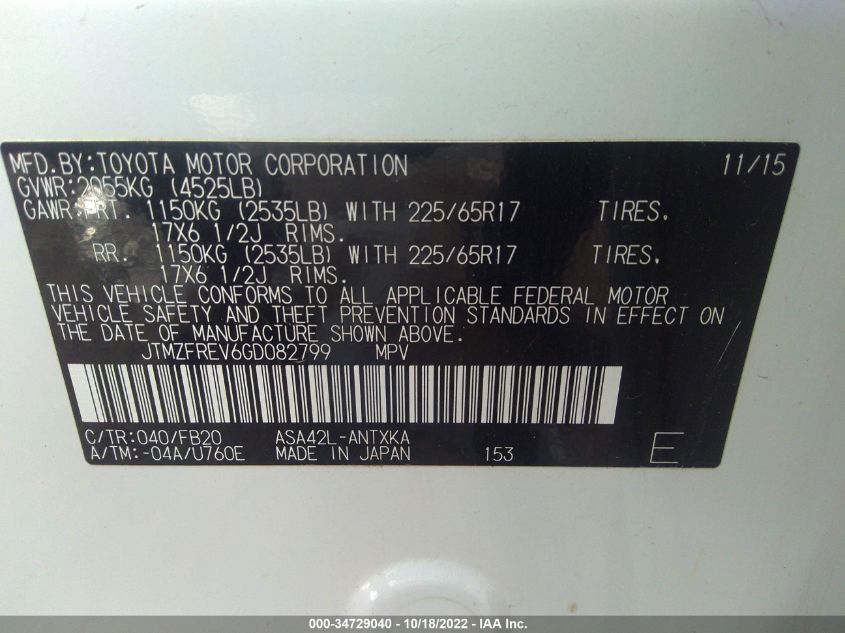 MFD.BY:TOYOTA MOTOR CORPORATION 11/15
GVWR:2055KG (4525LB)
GAWR:FRT. 1150KG (2535LB) WITH 225/65R17 TIRES.
17X6 1/2J RIMS.
RR. 1150KG (2535LB) WITH 225/65R17 TIRES.
17X6 1/2J RIMS.
THIS VEHICLE CONFORMS TO ALL APPLICABLE FEDERAL MOTOR
VEHICLE SAFETY AND THEFT PREVENTION STANDARDS IN EFFECT ON
THE DATE OF MANUFACTURE SHOWN ABOVE.
JTMZFREV6GD082799 MPV
C/TR:040/FB20 ASA42L-ANTXKA
A/TM:-04A/U760E MADE IN JAPAN 153 E
000-34729040 - 10/18/2022 - IAA Inc.